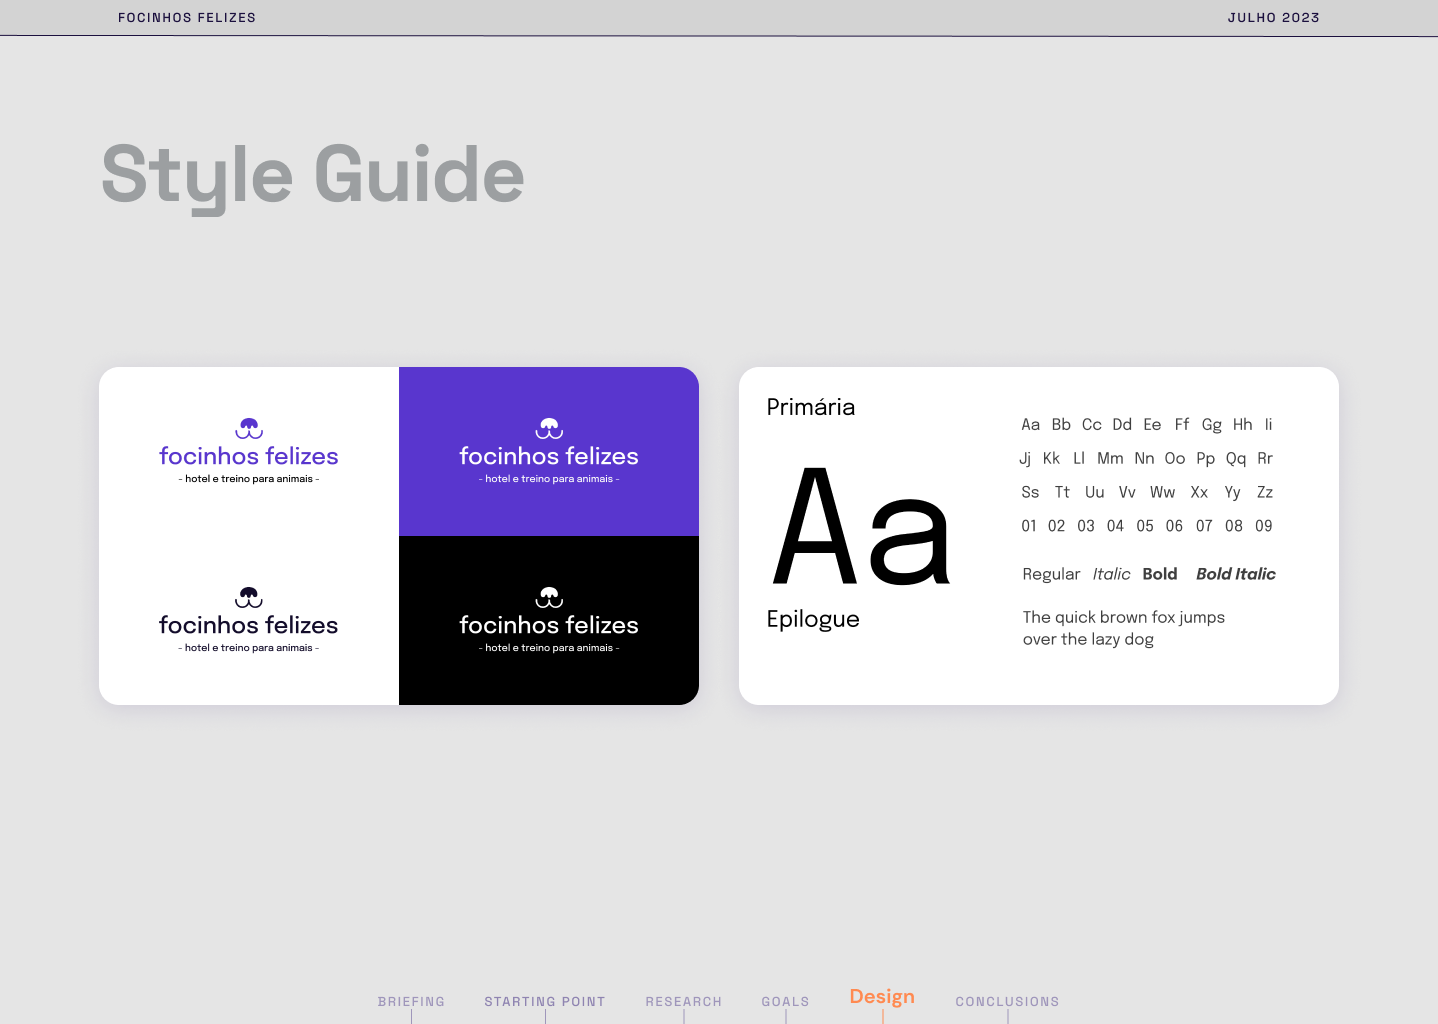 FOCINHOS FELIZES
JULHO 2023
Style Guide
focinhos felizes
- hotel e treino para animais -
focinhos felizes
- hotel e treino para animais -
focinhos felizes
- hotel e treino para animais -
focinhos felizes
- hotel e treino para animais -
Primária
Aa
Epilogue
Aa Bb Cc Dd Ee Ff Gg Hh Ii
Jj Kk Ll Mm Nn Oo Pp Qq Rr
Ss Tt Uu Vv Ww Xx Yy Zz
01 02 03 04 05 06 07 08 09
Regular Italic Bold Bold Italic
The quick brown fox jumps
over the lazy dog
BRIEFING
STARTING POINT
RESEARCH
GOALS
Design
CONCLUSIONS